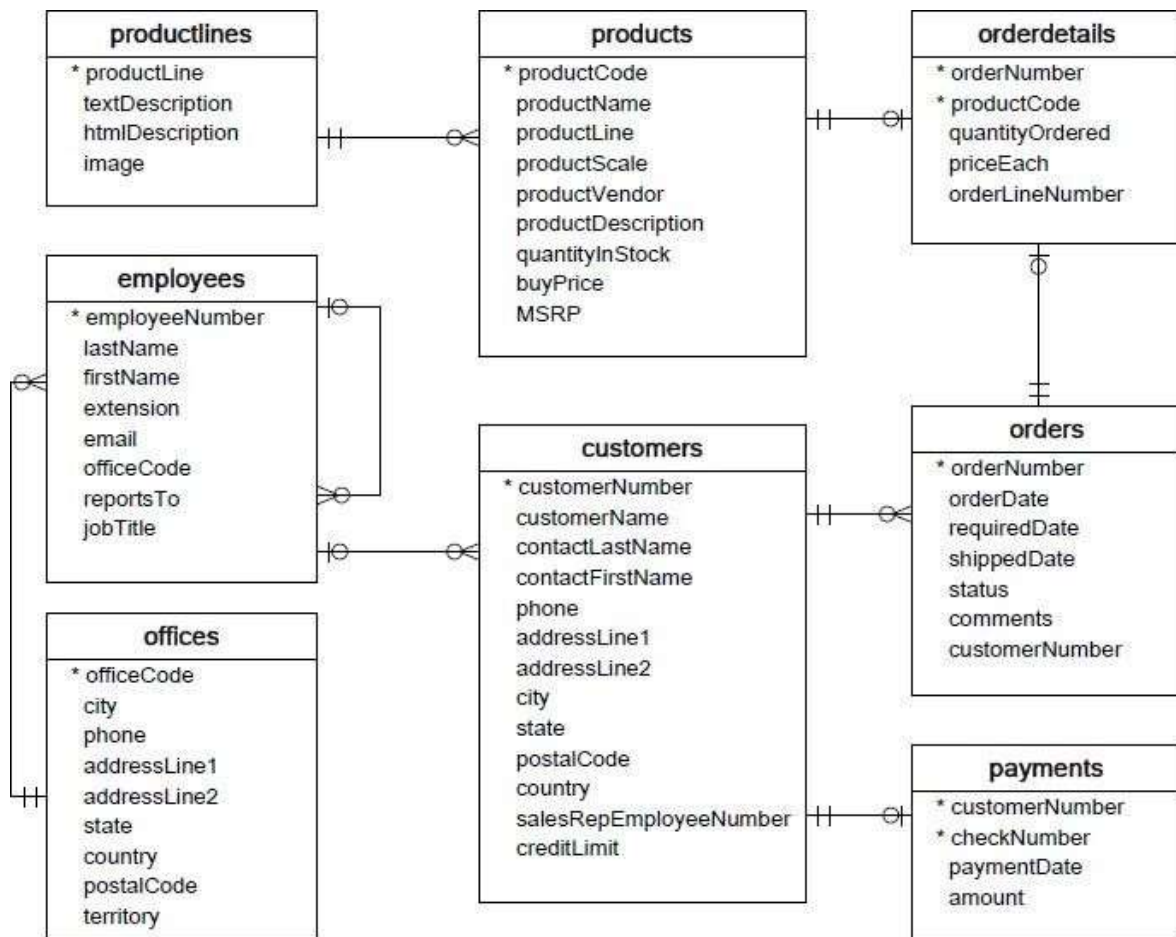 productlines
* productLine
textDescription
htmlDescription
image
products
* productCode
productName
productLine
productScale
productVendor
productDescription
quantityInStock
buyPrice
MSRP
orderdetails
* orderNumber
* productCode
quantityOrdered
priceEach
orderLineNumber
employees
* employeeNumber
lastName
firstName
extension
email
officeCode
reportsTo
jobTitle
customers
* customerNumber
customerName
contactLastName
contactFirstName
phone
addressLine1
addressLine2
city
state
postalCode
country
salesRepEmployeeNumber
creditLimit
orders
* orderNumber
orderDate
requiredDate
shippedDate
status
comments
customerNumber
offices
* officeCode
city
phone
addressLine1
addressLine2
state
country
postalCode
territory
payments
* customerNumber
* checkNumber
paymentDate
amount